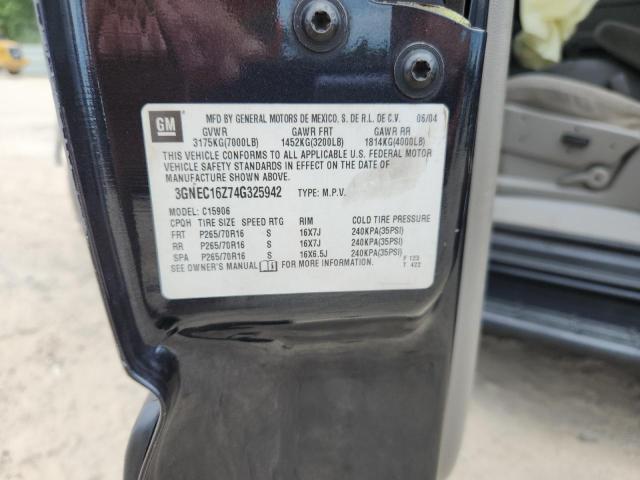 GM
MFD BY GENERAL MOTORS DE MEXICO, S. DE R.L. DE C.V. 06/04
GVWR GAWR FRT GAWR RR
3175KG(7000LB) 1452KG(3200LB) 1814KG(4000LB)
THIS VEHICLE CONFORMS TO ALL APPLICABLE U.S. FEDERAL MOTOR
VEHICLE SAFETY STANDARDS IN EFFECT ON THE DATE OF
MANUFACTURE SHOWN ABOVE.
3GNEC16Z74G325942 TYPE: M.P.V.
MODEL: C15906
CPQH TIRE SIZE SPEED RTG RIM COLD TIRE PRESSURE
FRT P265/70R16 S 16X7J 240KPA(35PSI)
RR P265/70R16 S 16X7J 240KPA(35PSI)
SPA P265/70R16 S 16X6.5J 240KPA(35PSI)
SEE OWNER'S MANUAL FOR MORE INFORMATION.
F 123
T 422